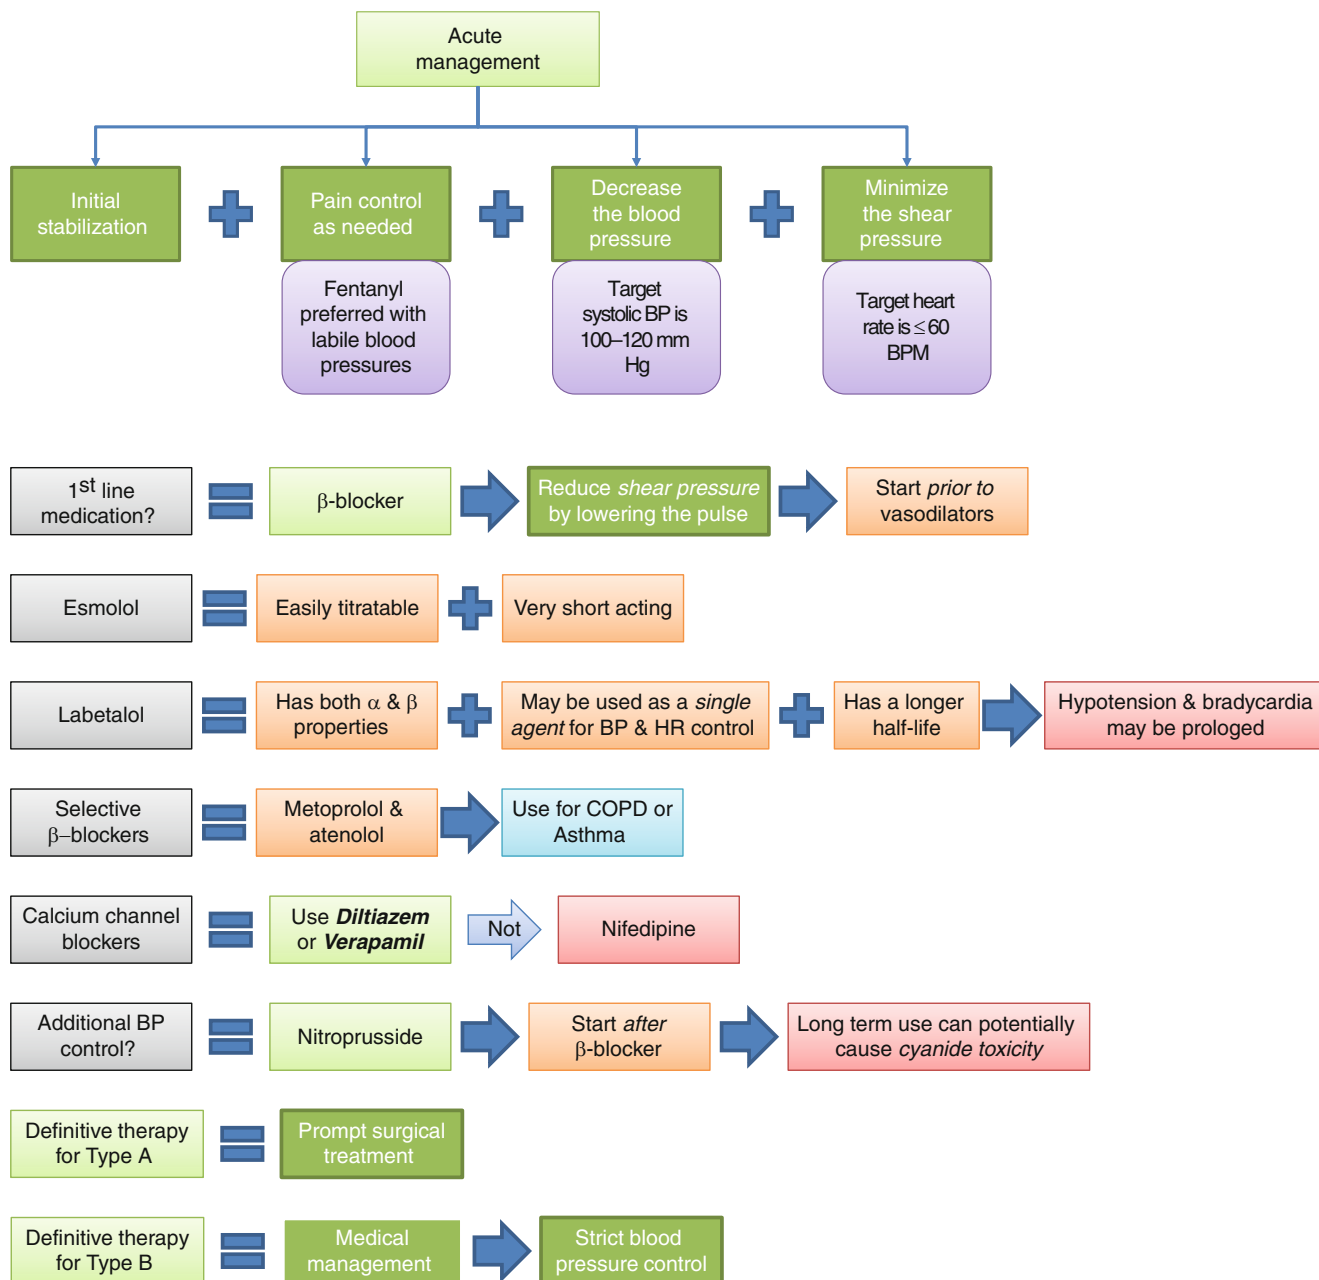 Acute
management
Initial
stabilization
Pain control
as needed
Decrease
the blood
pressure
Minimize
the shear
pressure
Fentanyl
preferred with
labile blood
pressures
Target
systolic BP is
100–120 mm
Hg
Target heart
rate is ≤ 60
BPM
1st line
medication?
β-blocker
Reduce shear pressure
by lowering the pulse
Start prior to
vasodilators
Esmolol
Easily titratable
Very short acting
Labetalol
Has both α & β
properties
May be used as a single
agent for BP & HR control
Has a longer
half-life
Hypotension & bradycardia
may be prologed
Selective
β–blockers
Metoprolol &
atenolol
Use for COPD or
Asthma
Calcium channel
blockers
Use Diltiazem
or Verapamil
Not
Nifedipine
Additional BP
control?
Nitroprusside
Start after
β-blocker
Long term use can potentially
cause cyanide toxicity
Definitive therapy
for Type A
Prompt surgical
treatment
Definitive therapy
for Type B
Medical
management
Strict blood
pressure control